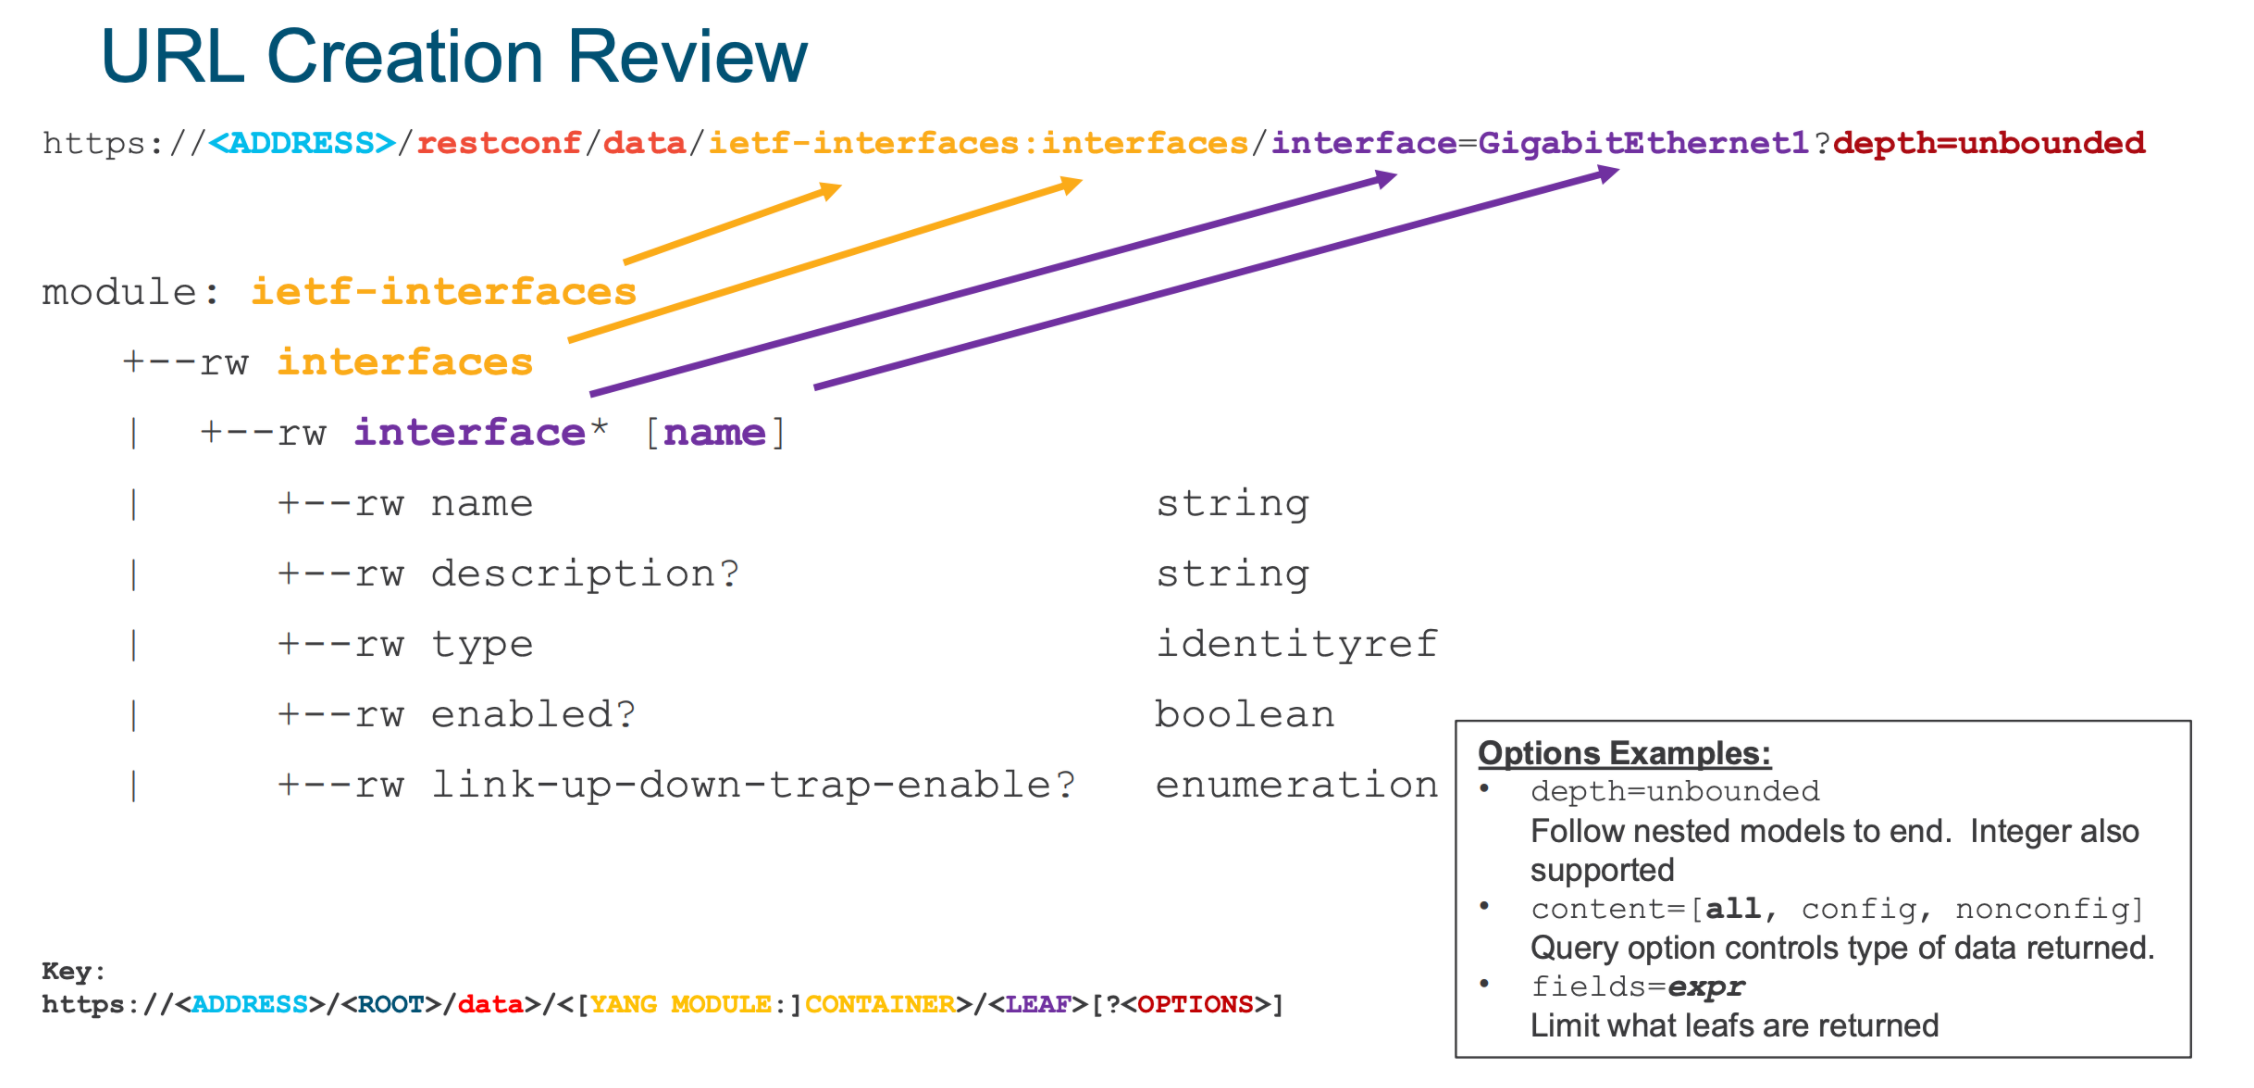 URL Creation Review
https://<ADDRESS>/restconf/data/ietf-interfaces:interfaces/interface=GigabitEthernet1?depth=unbounded
module: ietf-interfaces
+--rw interfaces
| +--rw interface* [name]
| +--rw name string
| +--rw description? string
| +--rw type identityref
| +--rw enabled? boolean
| +--rw link-up-down-trap-enable? enumeration
Options Examples:
• depth=unbounded
Follow nested models to end. Integer also
supported
• content=[all, config, nonconfig]
Query option controls type of data returned.
• fields=expr
Limit what leafs are returned
Key:
https://<ADDRESS>/<ROOT>/data>/<[YANG MODULE:]CONTAINER>/<LEAF>[?<OPTIONS>]